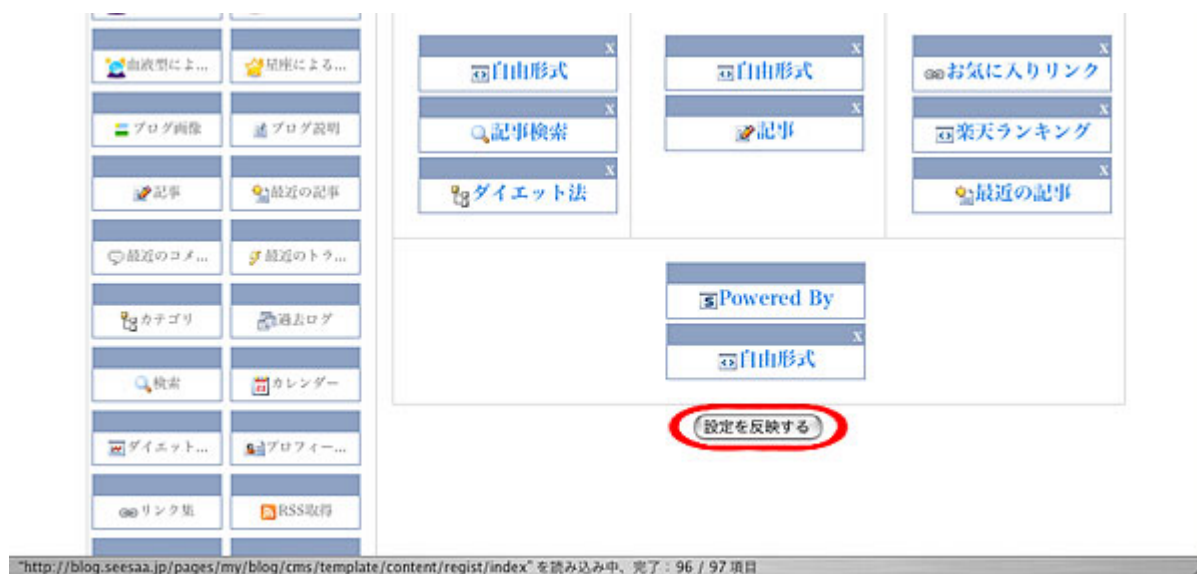 血液型によ...
星座による...
ブログ画像
ブログ説明
記事
最近の記事
最近のコメ...
最近のトラ...
カテゴリ
過去ログ
検索
カレンダー
ダイエット...
プロフィー...
リンク集
RSS取得
x
自由形式
x
記事検索
x
ダイエット法
x
自由形式
x
記事
x
お気に入りリンク
x
楽天ランキング
x
最近の記事
Powered By
x
自由形式
設定を反映する
"http://blog.seesaa.jp/pages/my/blog/cms/template/content/regist/index" を読み込み中、完了：96 / 97 項目